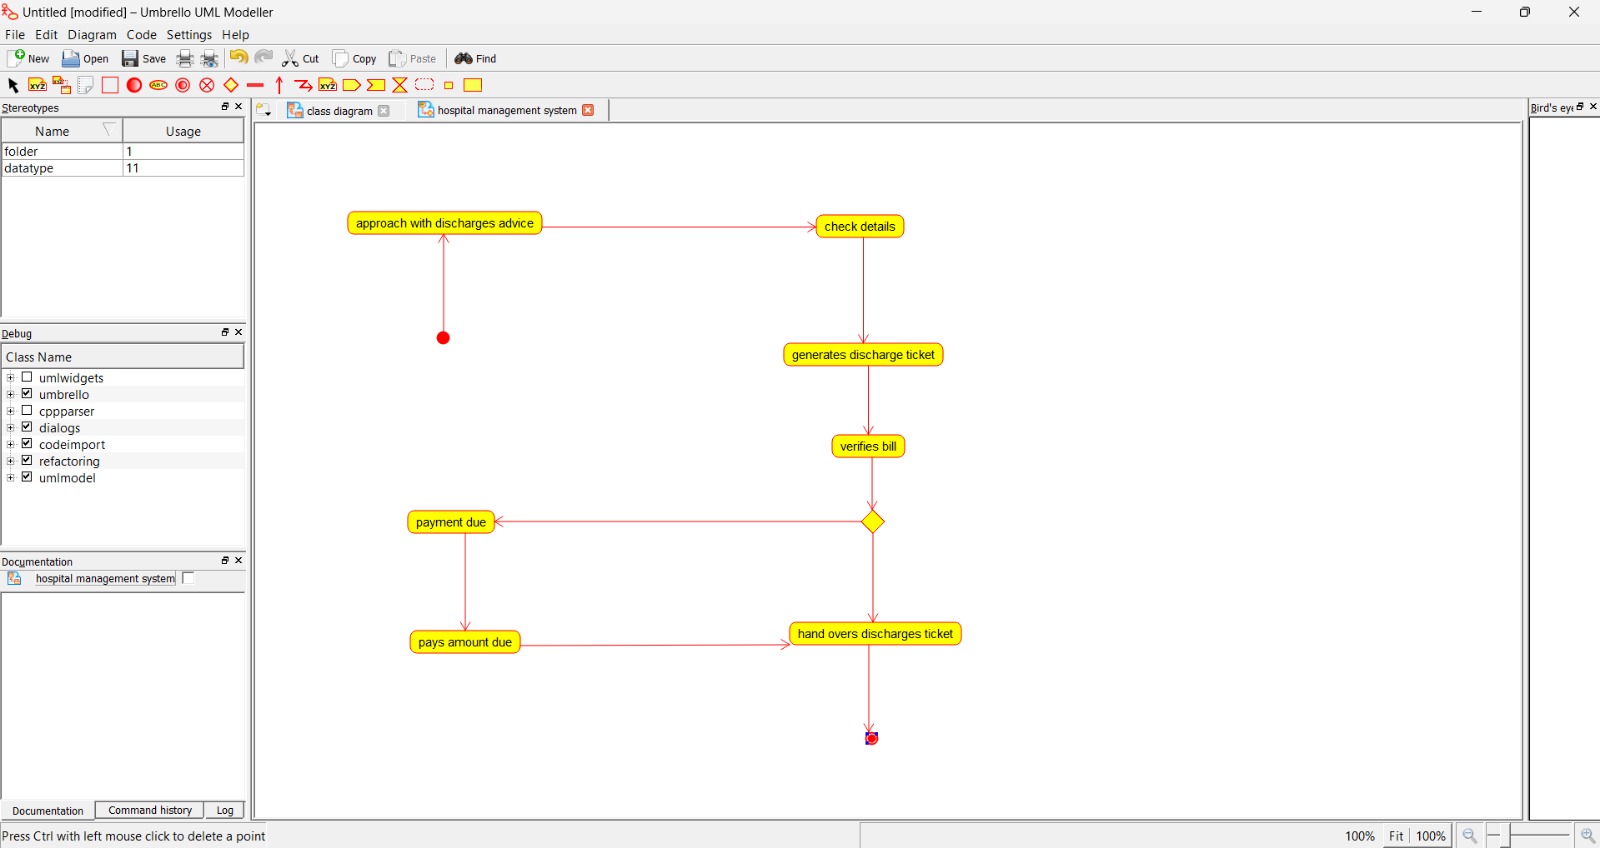 Untitled [modified] – Umbrello UML Modeller
File Edit Diagram Code Settings Help
New Open Save Cut Copy Paste Find
XYZ ABC XYZ
Stereotypes
Name Usage
folder 1
datatype 11
Debug
Class Name
umlwidgets
umbrello
cppparser
dialogs
codeimport
refactoring
umlmodel
Documentation
hospital management system
Documentation Command history Log
class diagram hospital management system
approach with discharges advice
check details
generates discharge ticket
verifies bill
payment due
pays amount due
hand overs discharges ticket
Bird's eye
Press Ctrl with left mouse click to delete a point
100% Fit 100%